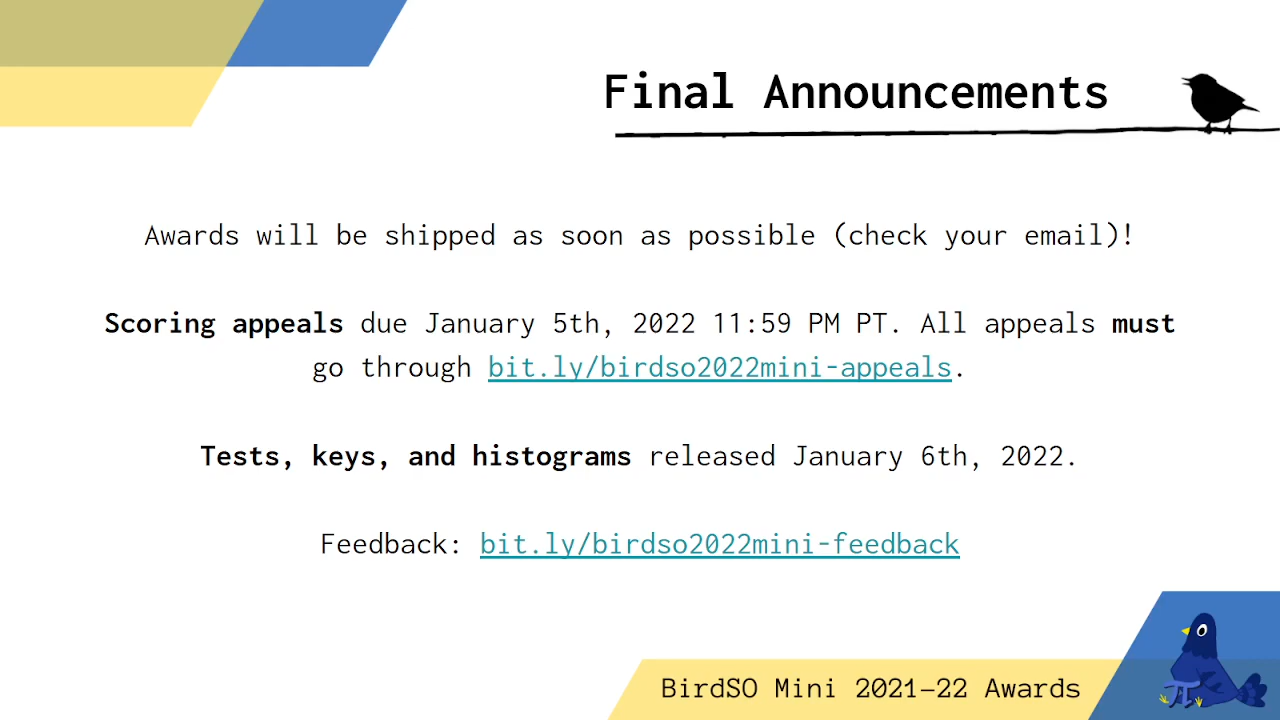 Final Announcements
Awards will be shipped as soon as possible (check your email)!
Scoring appeals due January 5th, 2022 11:59 PM PT. All appeals must
go through bit.ly/birdso2022mini-appeals.
Tests, keys, and histograms released January 6th, 2022.
Feedback: bit.ly/birdso2022mini-feedback
BirdSO Mini 2021–22 Awards